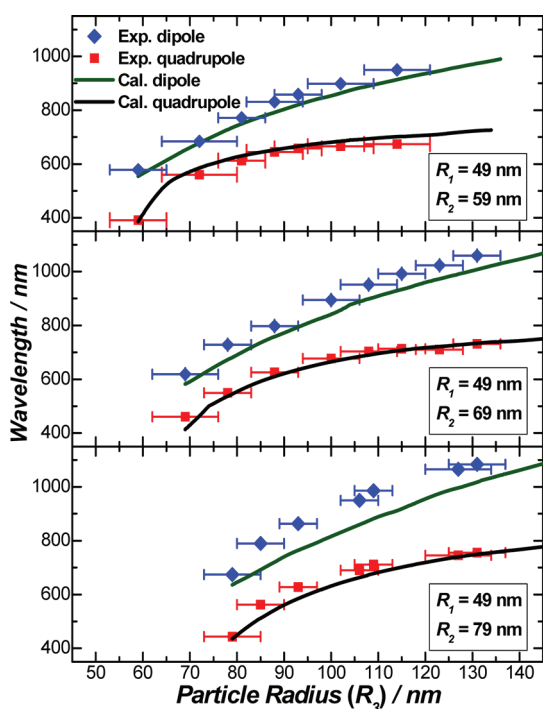 Exp. dipole
Exp. quadrupole
Cal. dipole
Cal. quadrupole
1000
800
600
400
R1 = 49 nm
R2 = 59 nm
1000
800
600
400
R1 = 49 nm
R2 = 69 nm
1000
800
600
400
R1 = 49 nm
R2 = 79 nm
Wavelength / nm
50 60 70 80 90 100 110 120 130 140
Particle Radius (R3) / nm